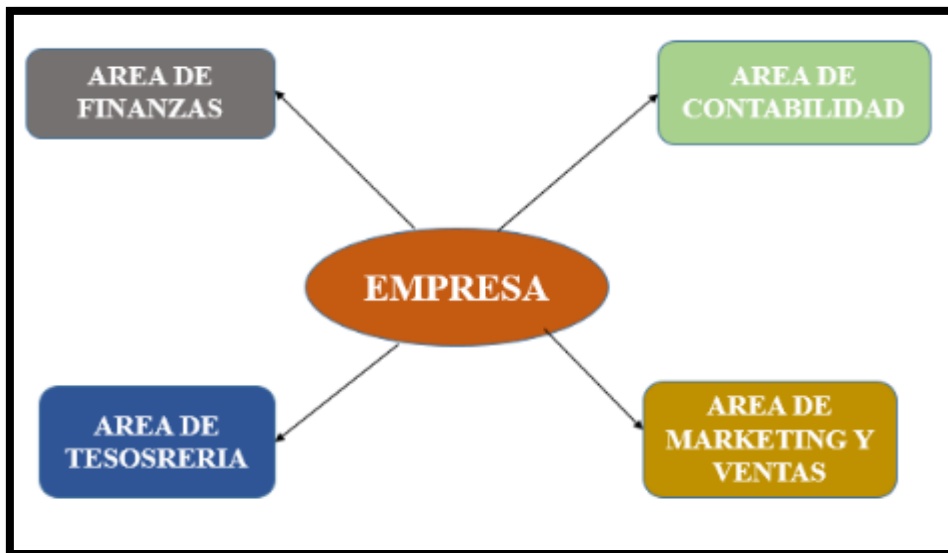 AREA DE
FINANZAS
AREA DE
CONTABILIDAD
EMPRESA
AREA DE
TESOSRERIA
AREA DE
MARKETING Y
VENTAS